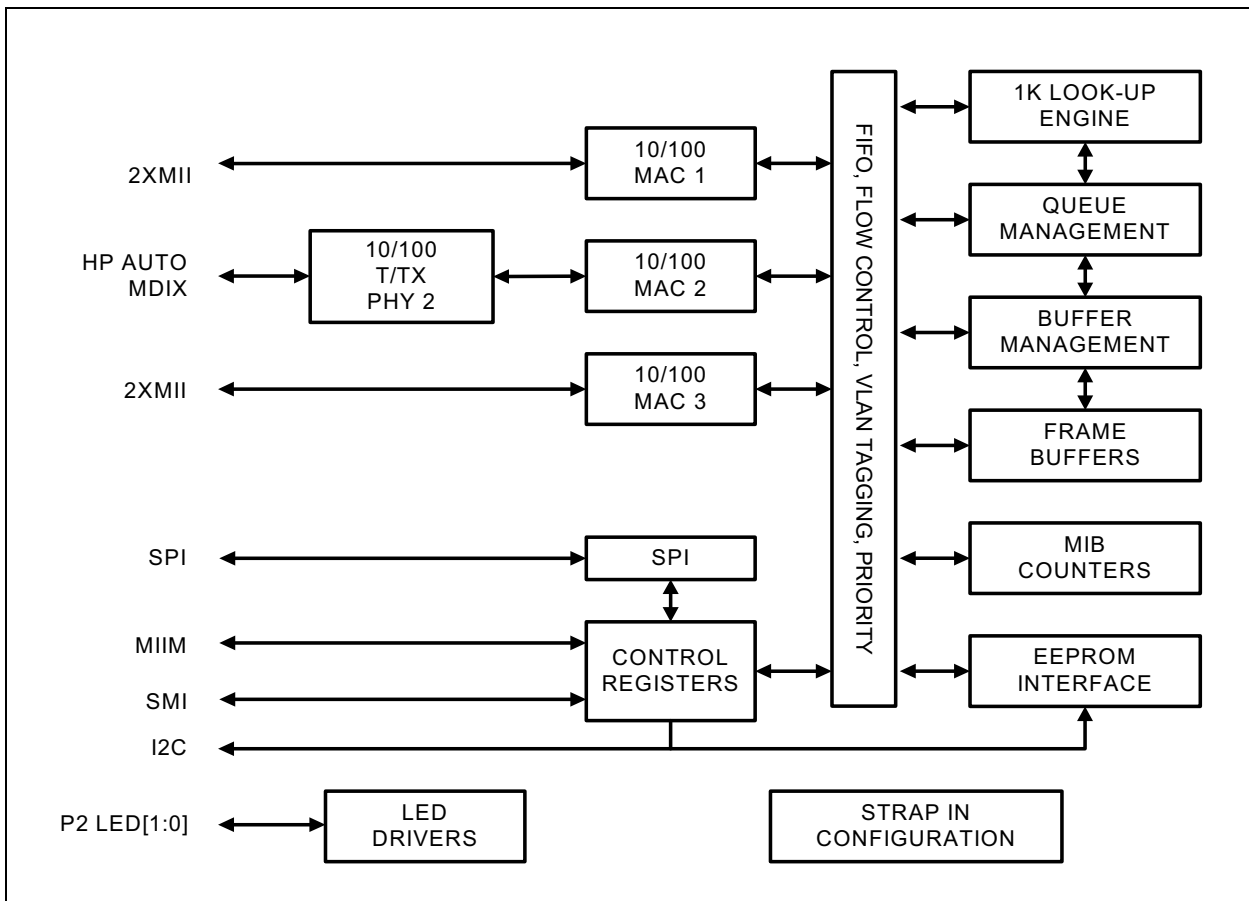 1K LOOK-UP
ENGINE
2XMII
10/100
MAC 1
QUEUE
MANAGEMENT
HP AUTO
MDIX
10/100
T/TX
PHY 2
10/100
MAC 2
FIFO, FLOW CONTROL, VLAN TAGGING, PRIORITY
BUFFER
MANAGEMENT
2XMII
10/100
MAC 3
FRAME
BUFFERS
SPI
SPI
MIB
COUNTERS
MIIM
SMI
I2C
CONTROL
REGISTERS
EEPROM
INTERFACE
P2 LED[1:0]
LED
DRIVERS
STRAP IN
CONFIGURATION